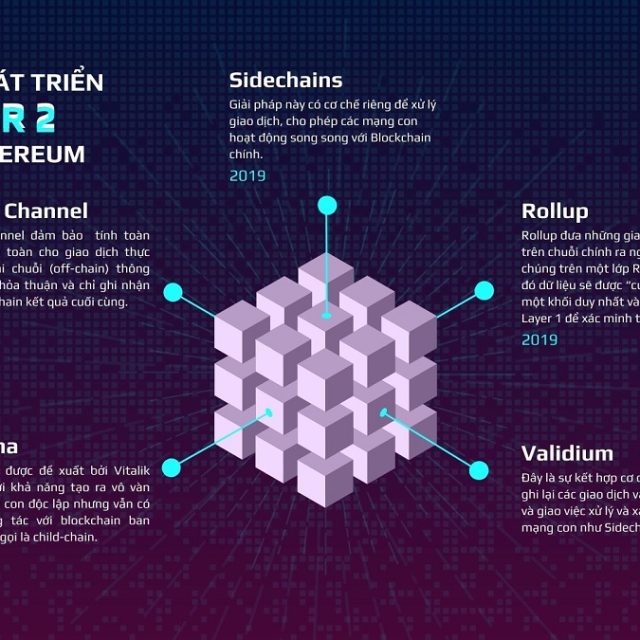 ÁT TRIỂN
R 2
EREUM
Sidechains
Giải pháp này có cơ chế riêng để xử lý
giao dịch, cho phép các mạng con
hoạt động song song với Blockchain
chính.
2019
Channel
nnel đảm bảo tính toàn
toàn cho giao dịch thực
i chuỗi (off-chain) thông
hỏa thuận và chỉ ghi nhận
hain kết quả cuối cùng.
Rollup
Rollup đưa những gia
trên chuỗi chính ra ng
chúng trên một lớp R
đó dữ liệu sẽ được "cu
một khối duy nhất và
Layer 1 để xác minh t
2019
na
được đề xuất bởi Vitalik
ới khả năng tạo ra vô vàn
con độc lập nhưng vẫn có
g tác với blockchain ban
gọi là child-chain.
Validium
Đây là sự kết hợp cơ c
ghi lại các giao dịch và
và giao việc xử lý và xá
mạng con như Sidech